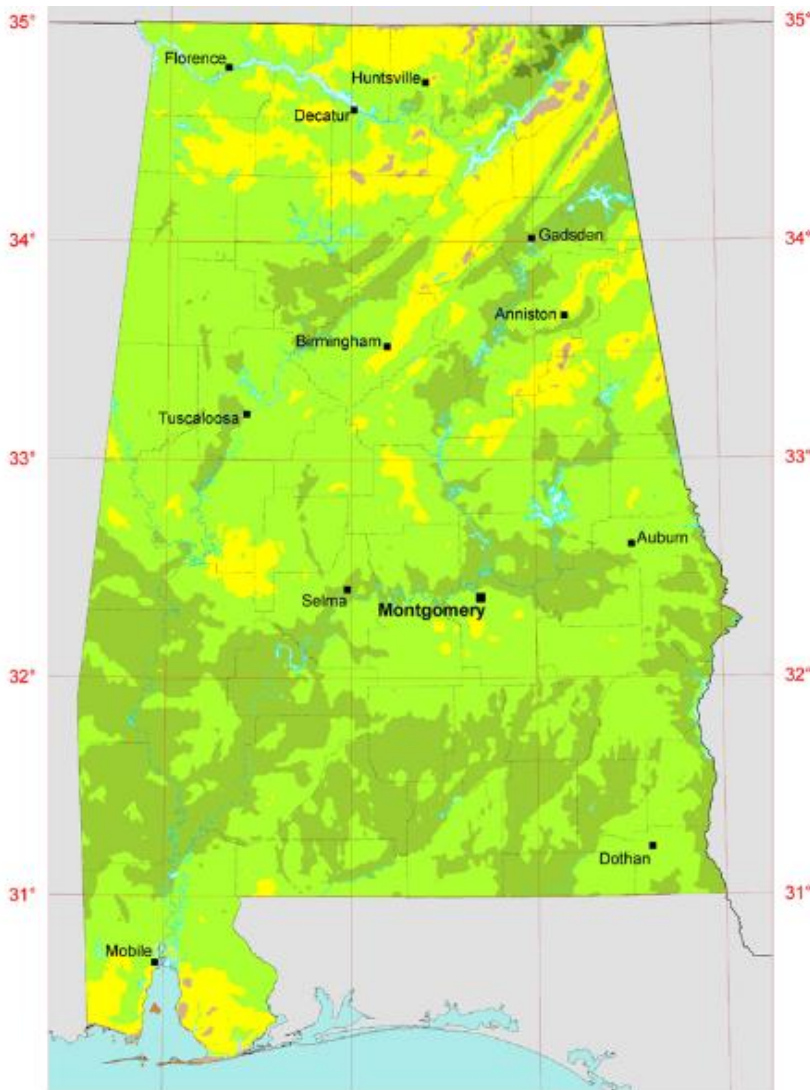 35° 35°
Florence
Huntsville
Decatur
34° 34°
Gadsden
Anniston
Birmingham
Tuscaloosa
33° 33°
Auburn
Selma
Montgomery
32° 32°
Dothan
31° 31°
Mobile